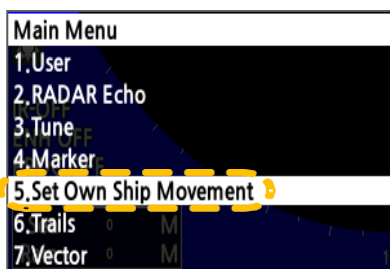 Main Menu
1.User
2.RADAR Echo
3.Tune
4.Marker
5.Set Own Ship Movement
6.Trails
7.Vector